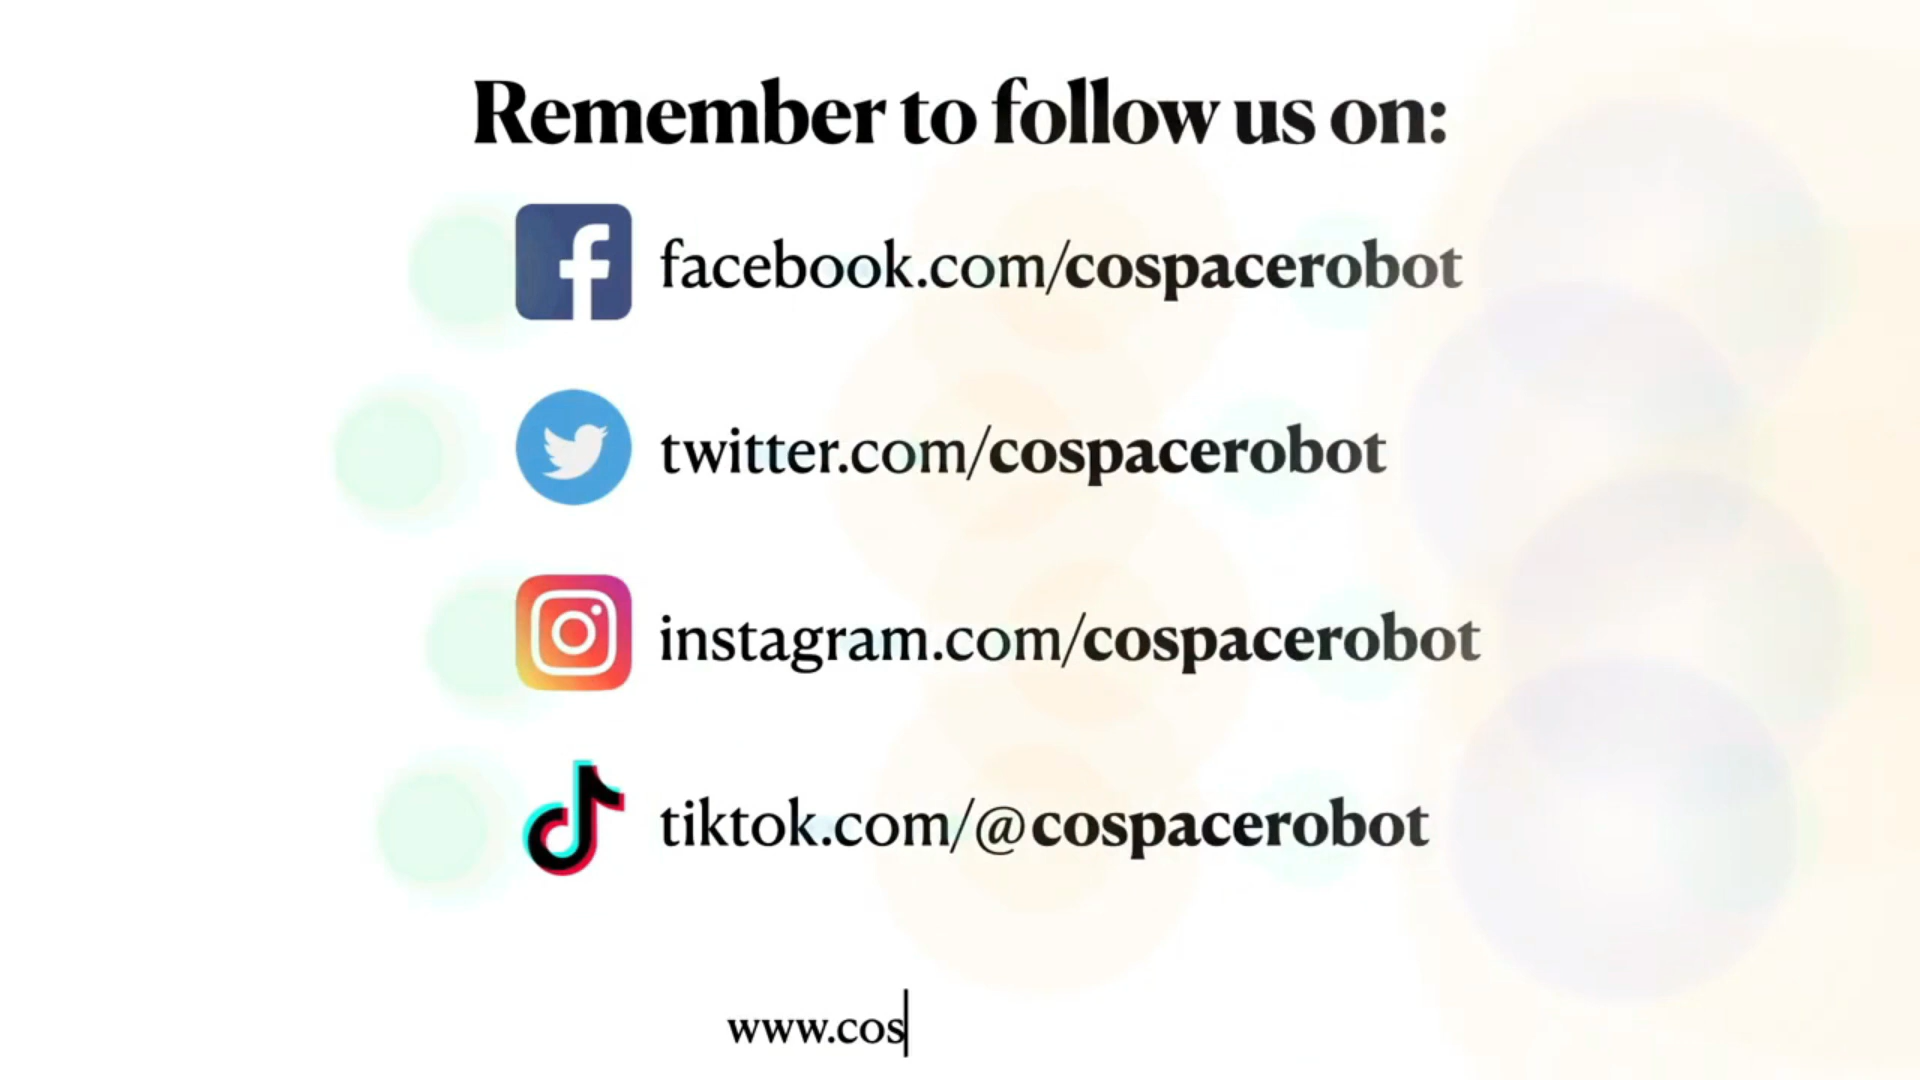 Remember to follow us on:
facebook.com/cospacerobot
twitter.com/cospacerobot
instagram.com/cospacerobot
tiktok.com/@cospacerobot
www.cos